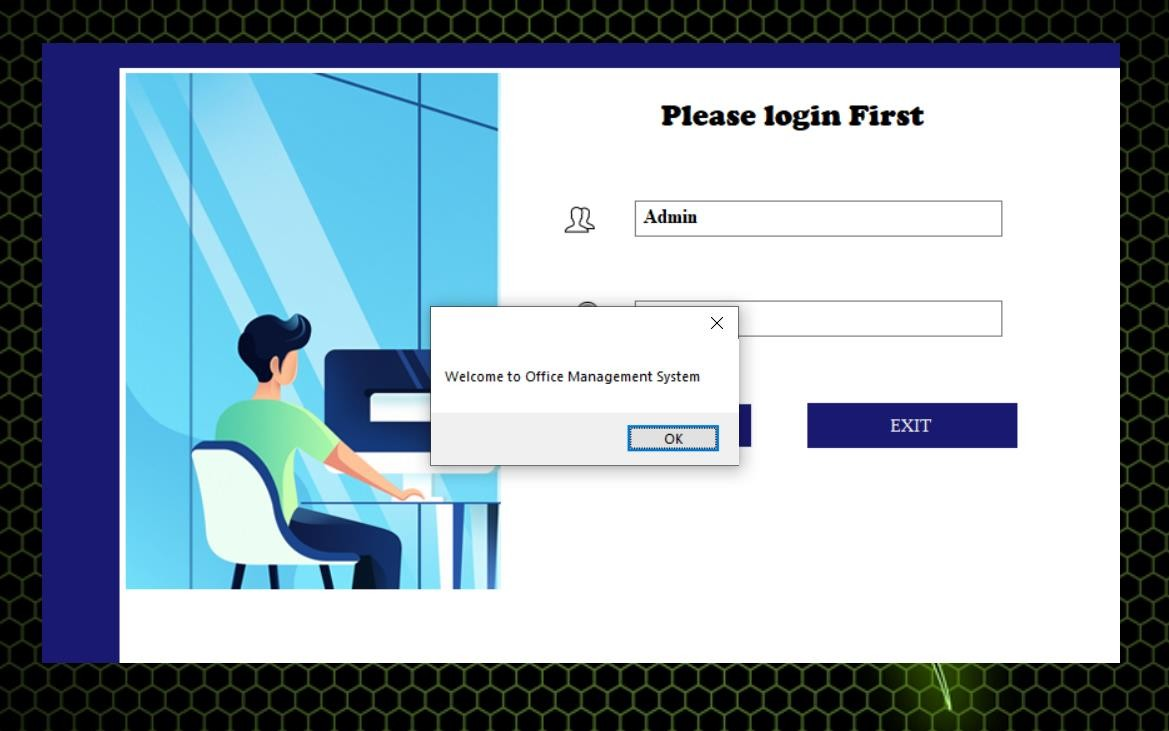 Please login First
Admin
Welcome to Office Management System
OK
EXIT